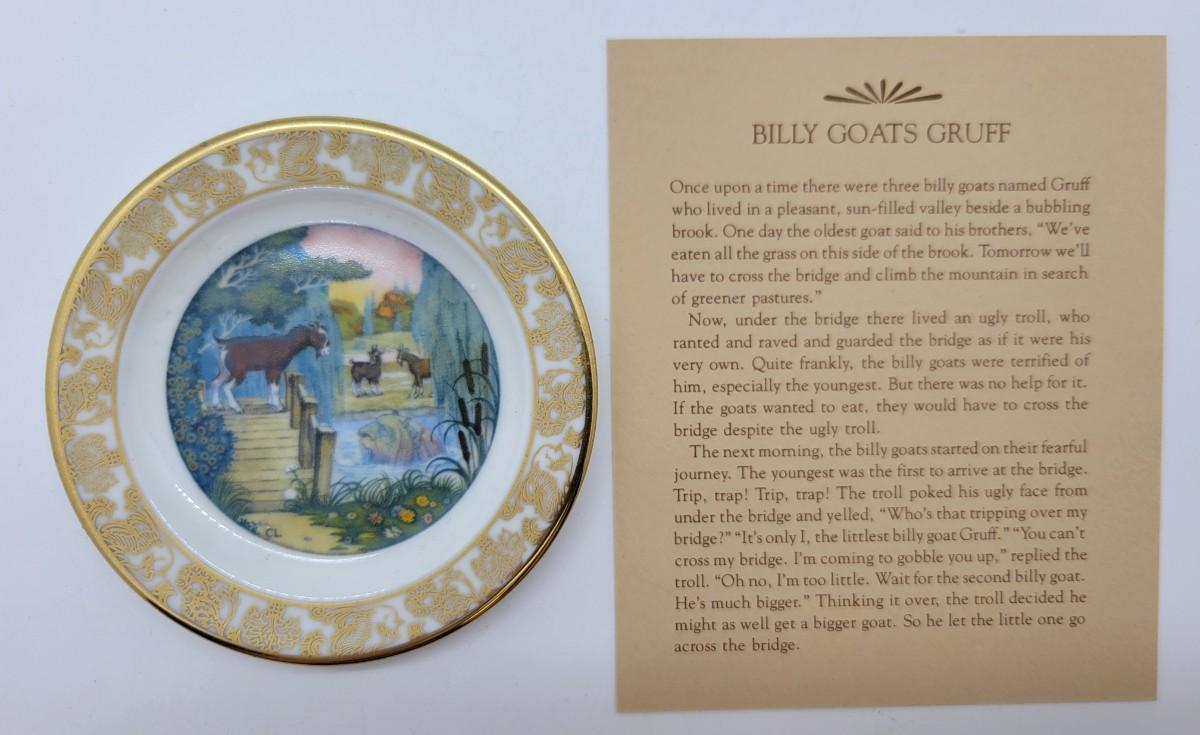 CL
BILLY GOATS GRUFF
Once upon a time there were three billy goats named Gruff
who lived in a pleasant, sun-filled valley beside a bubbling
brook. One day the oldest goat said to his brothers, “We’ve
eaten all the grass on this side of the brook. Tomorrow we’ll
have to cross the bridge and climb the mountain in search
of greener pastures.”
Now, under the bridge there lived an ugly troll, who
ranted and raved and guarded the bridge as if it were his
very own. Quite frankly, the billy goats were terrified of
him, especially the youngest. But there was no help for it.
If the goats wanted to eat, they would have to cross the
bridge despite the ugly troll.
The next morning, the billy goats started on their fearful
journey. The youngest was the first to arrive at the bridge.
Trip, trap! Trip, trap! The troll poked his ugly face from
under the bridge and yelled, “Who’s that tripping over my
bridge?” “It’s only I, the littlest billy goat Gruff.” “You can’t
cross my bridge. I’m coming to gobble you up,” replied the
troll. “Oh no, I’m too little. Wait for the second billy goat.
He’s much bigger.” Thinking it over, the troll decided he
might as well get a bigger goat. So he let the little one go
across the bridge.